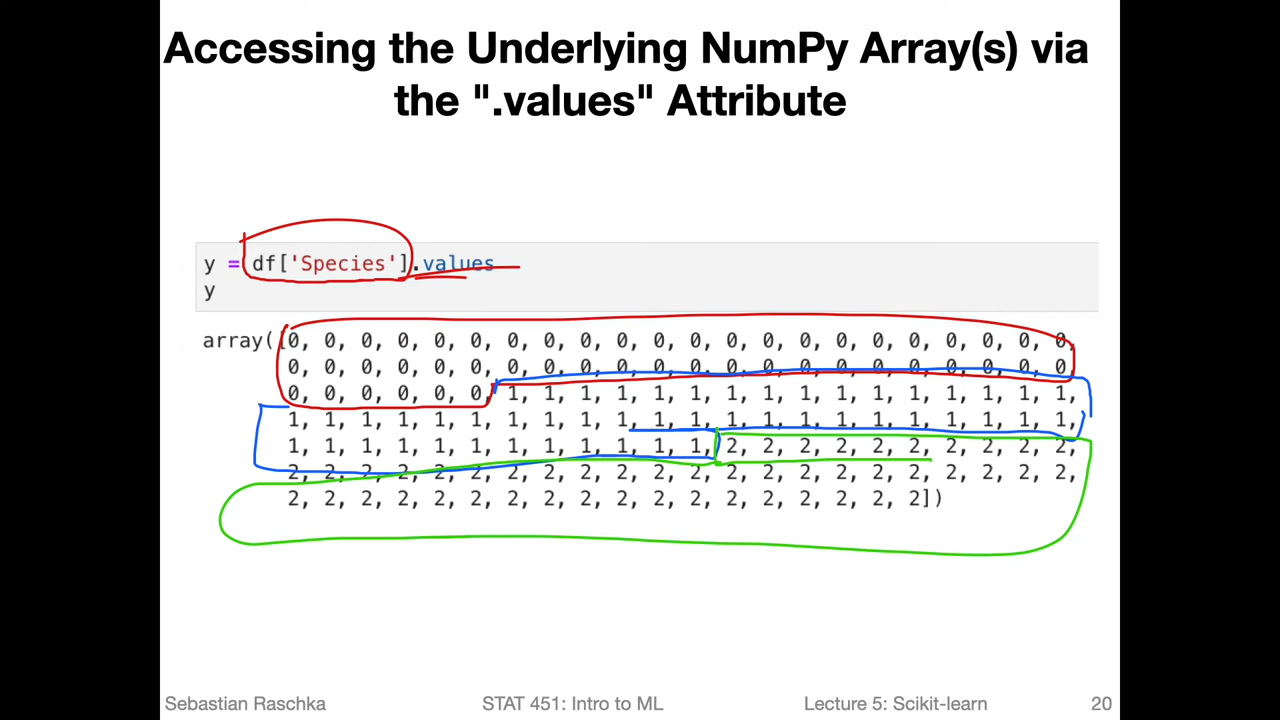 Accessing the Underlying NumPy Array(s) via
the ".values" Attribute
y = df['Species'].values
y
array([0, 0, 0, 0, 0, 0, 0, 0, 0, 0, 0, 0, 0, 0, 0, 0, 0, 0, 0, 0, 0, 0,
0, 0, 0, 0, 0, 0, 0, 0, 0, 0, 0, 0, 0, 0, 0, 0, 0, 0, 0, 0, 0, 0,
0, 0, 0, 0, 0, 0, 1, 1, 1, 1, 1, 1, 1, 1, 1, 1, 1, 1, 1, 1, 1, 1,
1, 1, 1, 1, 1, 1, 1, 1, 1, 1, 1, 1, 1, 1, 1, 1, 1, 1, 1, 1, 1, 1,
1, 1, 1, 1, 1, 1, 1, 1, 1, 1, 1, 1, 2, 2, 2, 2, 2, 2, 2, 2, 2, 2,
2, 2, 2, 2, 2, 2, 2, 2, 2, 2, 2, 2, 2, 2, 2, 2, 2, 2, 2, 2, 2, 2,
2, 2, 2, 2, 2, 2, 2, 2, 2, 2, 2, 2, 2, 2, 2, 2, 2, 2])
Sebastian Raschka STAT 451: Intro to ML Lecture 5: Scikit-learn 20